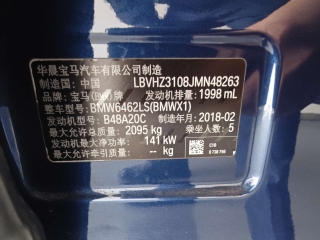 华晨宝马汽车有限公司制造
制造国: 中国 LBVHZ3108JMN48263
品牌: 宝马(BMW)牌 发动机排量: 1998 mL
整车型号: BMW6462LS(BMWX1)
发动机型号: B48A20C 制造年月: 2018-02
最大允许总质量: 2095 kg 乘坐人数: 5
发动机最大净功率: 141 kW
最大允许牵引质量: -- kg